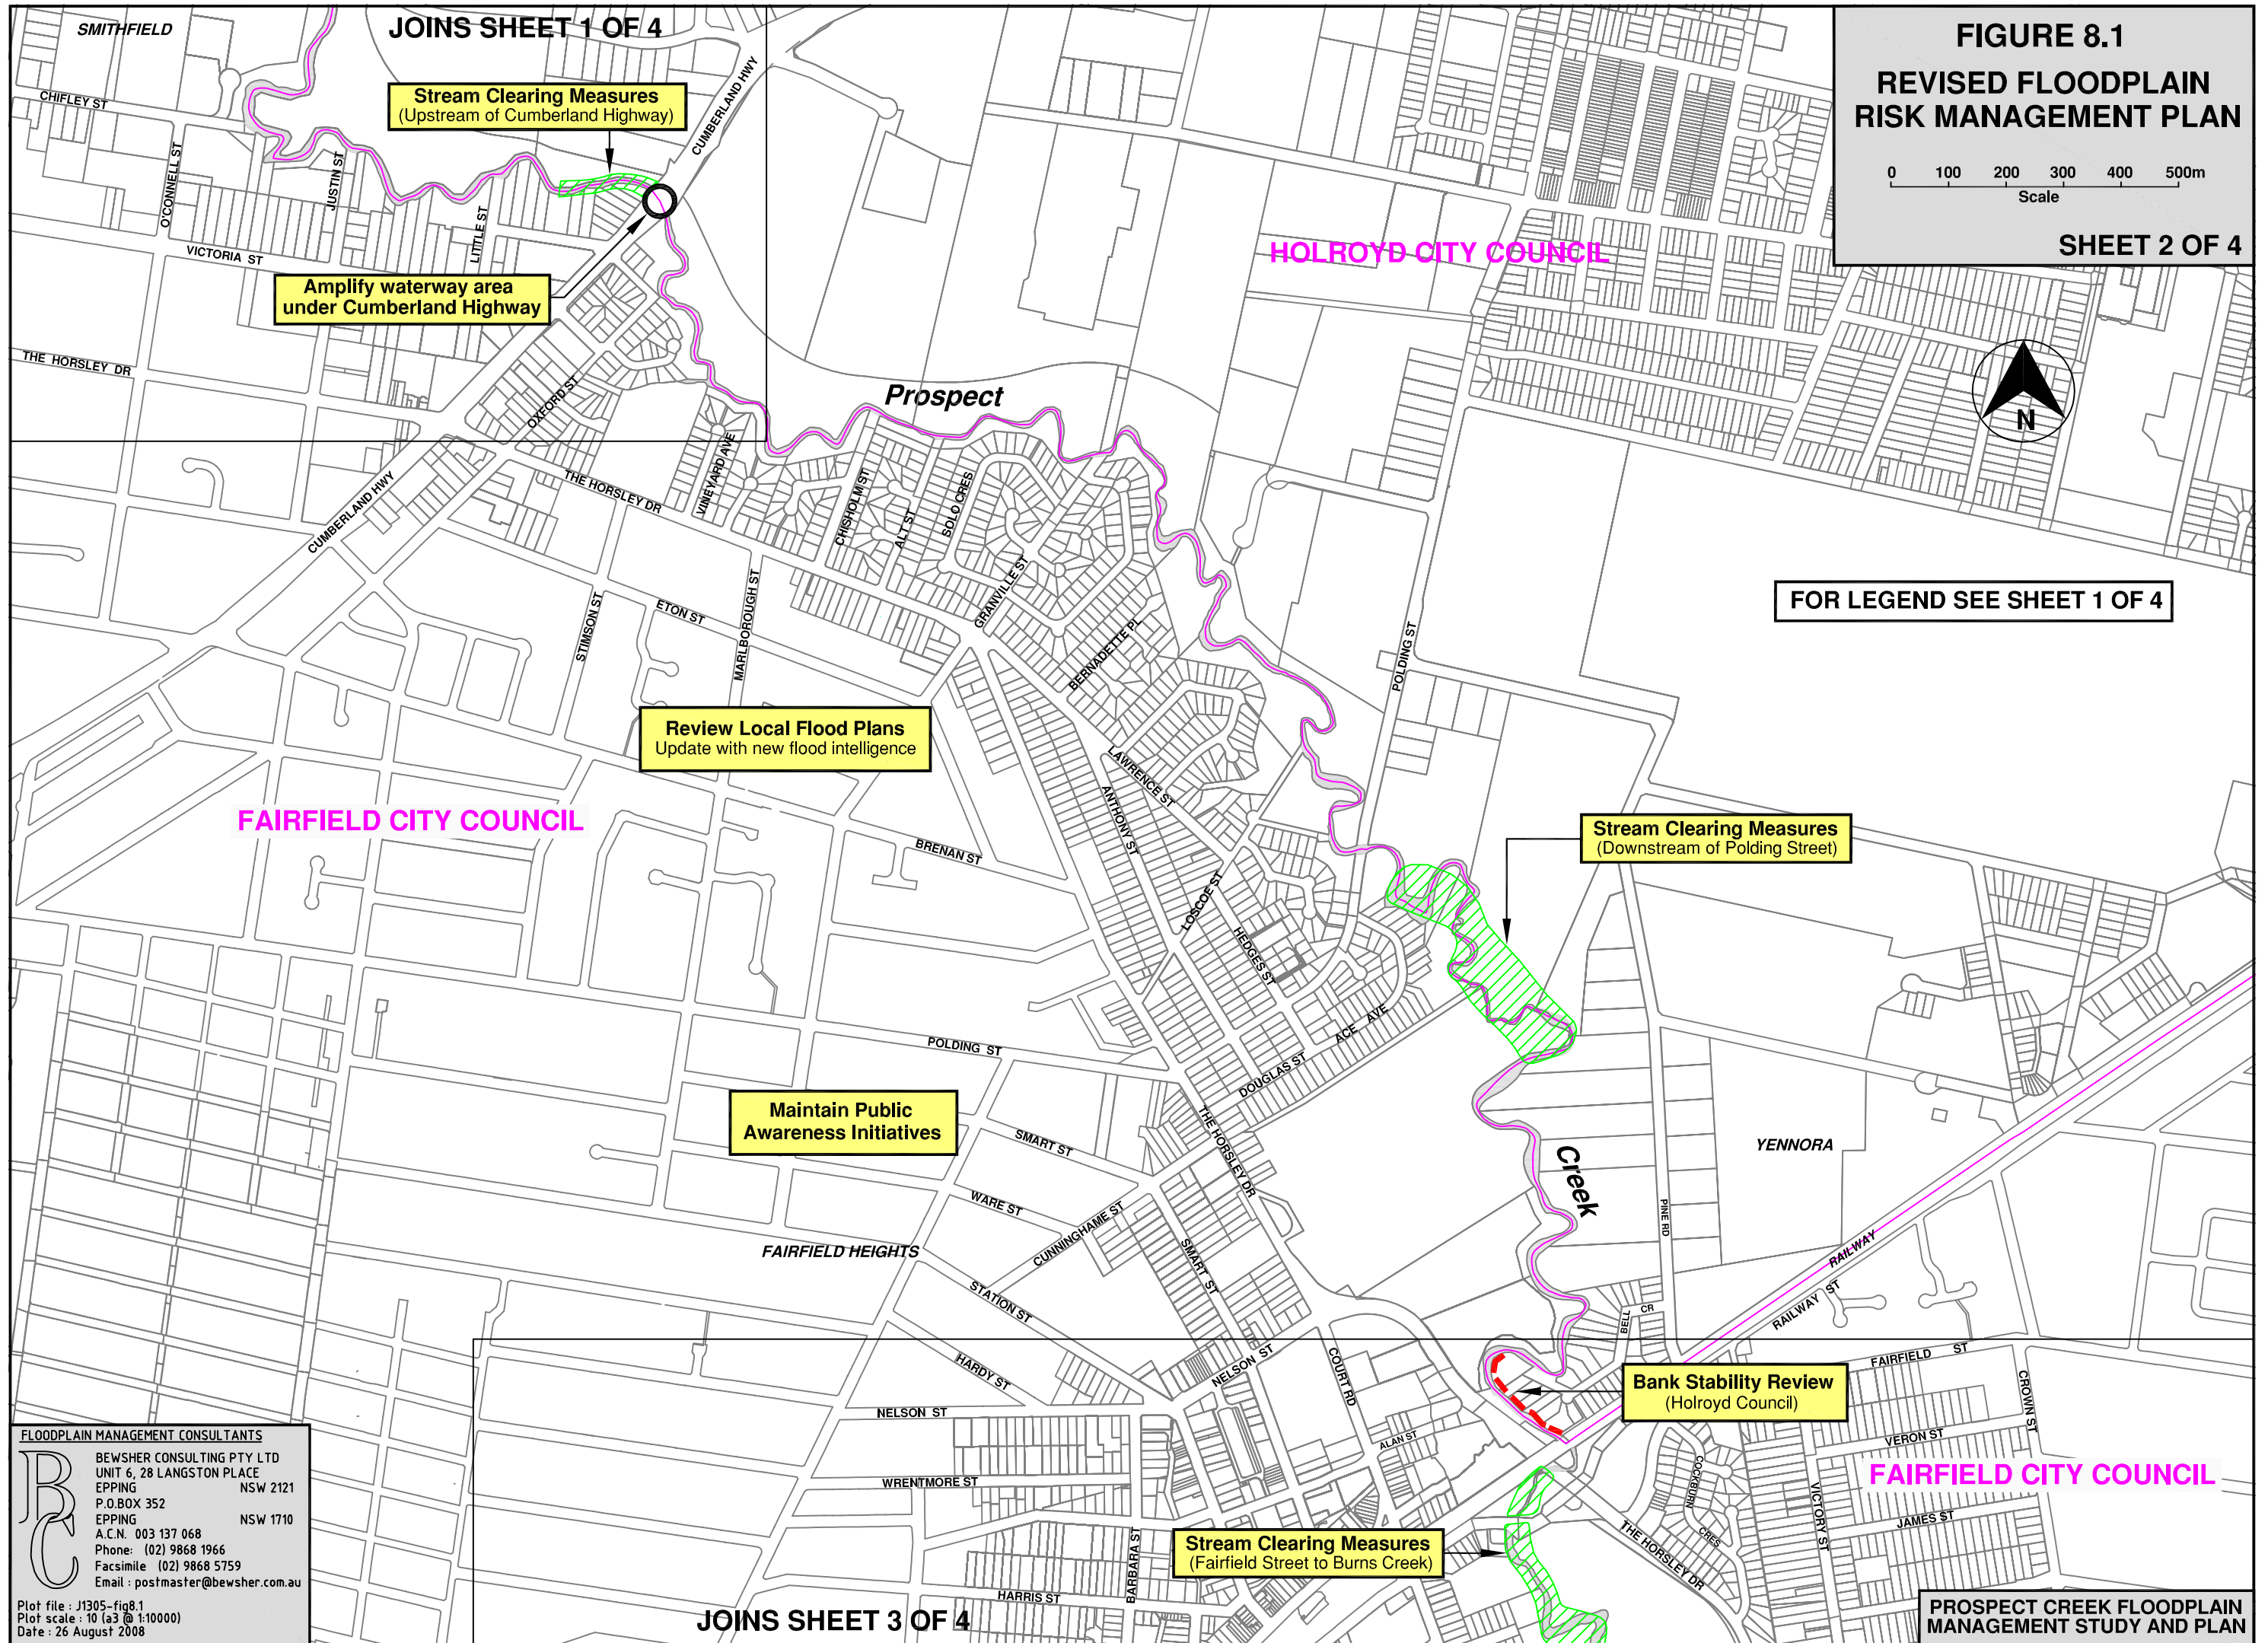 SMITHFIELD
JOINS SHEET 1 OF 4
FIGURE 8.1
REVISED FLOODPLAIN
RISK MANAGEMENT PLAN
0 100 200 300 400 500m
Scale
SHEET 2 OF 4
CHIFLEY ST
Stream Clearing Measures
(Upstream of Cumberland Highway)
CUMBERLAND HWY
O'CONNELL ST
JUSTIN ST
LITTLE ST
VICTORIA ST
HOLROYD CITY COUNCIL
Amplify waterway area
under Cumberland Highway
THE HORSLEY DR
OXFORD ST
Prospect
N
CUMBERLAND HWY
THE HORSLEY DR
VINEYARD AVE
CHISHOLM ST
ALT ST
SOLO CRES
GRANVILLE ST
STIMSON ST
ETON ST
MARLBOROUGH ST
BERNADETTE PL
POLDING ST
FOR LEGEND SEE SHEET 1 OF 4
Review Local Flood Plans
Update with new flood intelligence
LAWRENCE ST
ANTHONY ST
FAIRFIELD CITY COUNCIL
Stream Clearing Measures
(Downstream of Polding Street)
BRENAN ST
LOSCOE ST
HEDGES ST
ACE AVE
DOUGLAS ST
POLDING ST
Maintain Public
Awareness Initiatives
SMART ST
THE HORSLEY DR
WARE ST
CUNNINGHAME ST
SMART ST
FAIRFIELD HEIGHTS
Creek
YENNORA
PINE RD
RAILWAY
RAILWAY ST
STATION ST
BELL CR
HARDY ST
NELSON ST
COURT RD
FAIRFIELD ST
CROWN ST
Bank Stability Review
(Holroyd Council)
NELSON ST
ALAN ST
VERON ST
FAIRFIELD CITY COUNCIL
WRENTMORE ST
COCKBURN CRES
VICTORY ST
JAMES ST
Stream Clearing Measures
(Fairfield Street to Burns Creek)
THE HORSLEY DR
BARBARA ST
HARRIS ST
JOINS SHEET 3 OF 4
FLOODPLAIN MANAGEMENT CONSULTANTS
BC
BEWSHER CONSULTING PTY LTD
UNIT 6, 28 LANGSTON PLACE
EPPING NSW 2121
P.O.BOX 352
EPPING NSW 1710
A.C.N. 003 137 068
Phone: (02) 9868 1966
Facsimile (02) 9868 5759
Email : postmaster@bewsher.com.au
Plot file : J1305-fig8.1
Plot scale : 10 (a3 @ 1:10000)
Date : 26 August 2008
PROSPECT CREEK FLOODPLAIN
MANAGEMENT STUDY AND PLAN